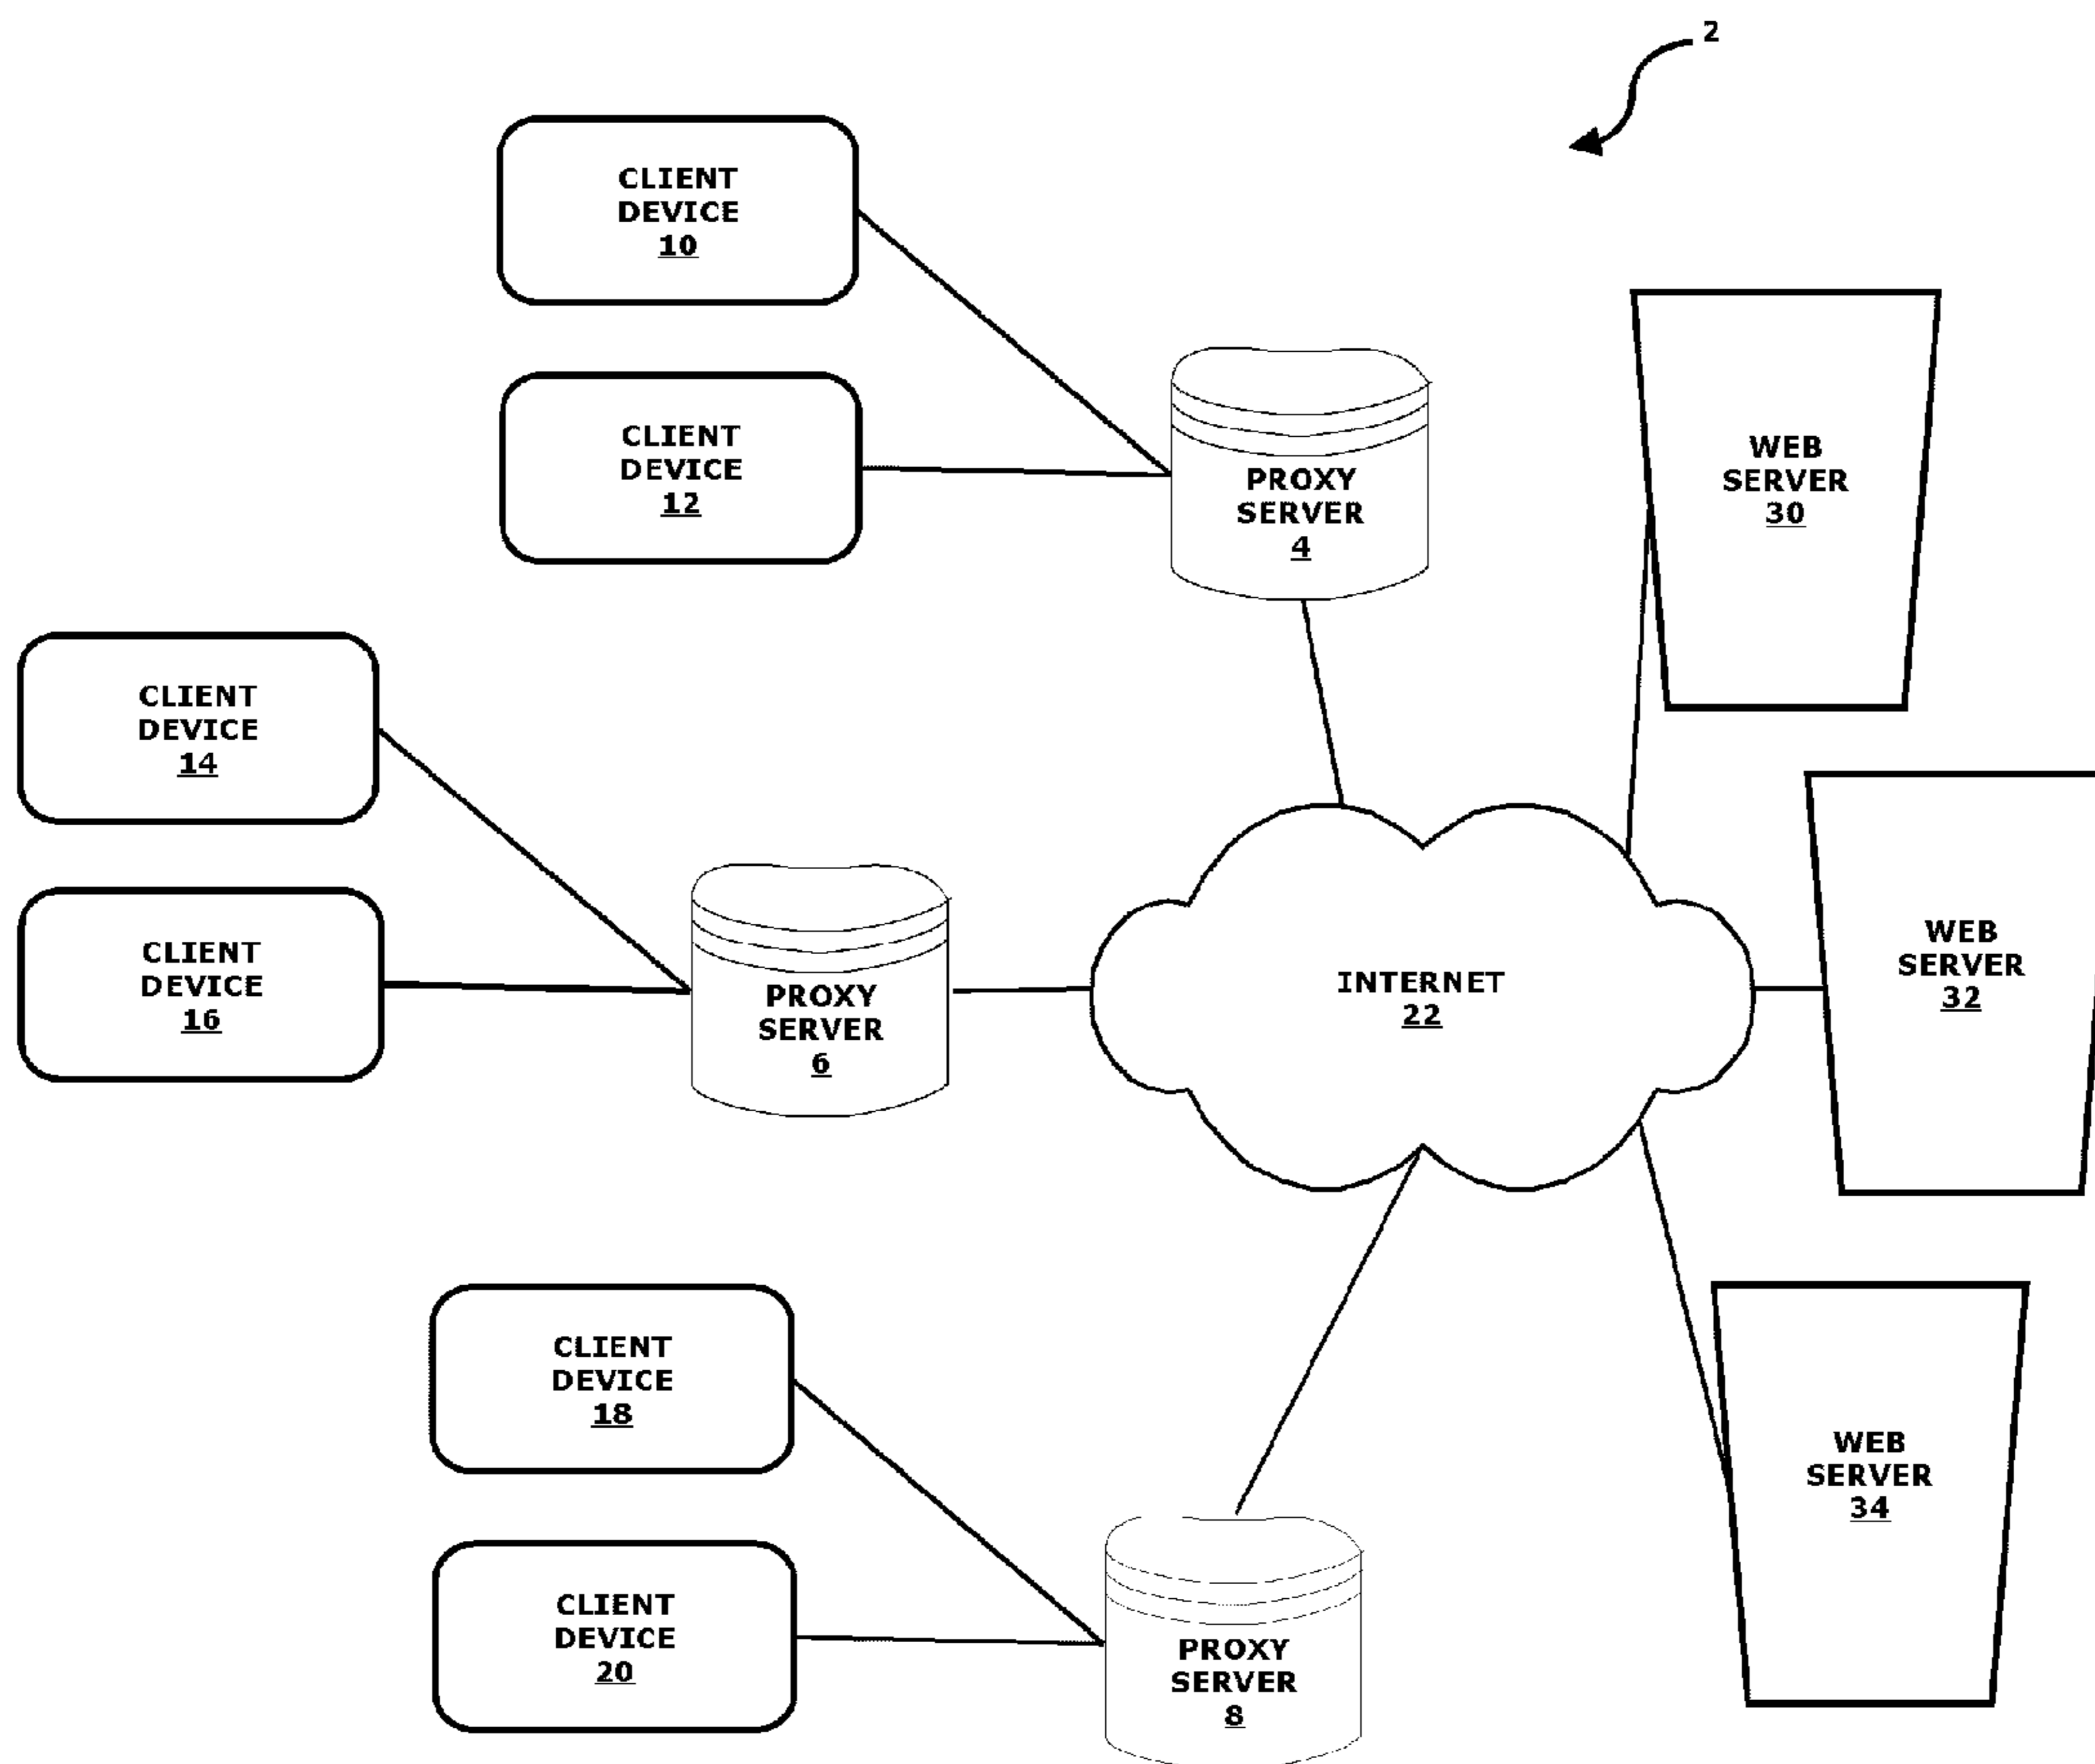 2
CLIENT
DEVICE
10
CLIENT
DEVICE
12
PROXY
SERVER
4
WEB
SERVER
30
CLIENT
DEVICE
14
CLIENT
DEVICE
16
PROXY
SERVER
6
INTERNET
22
WEB
SERVER
32
CLIENT
DEVICE
18
CLIENT
DEVICE
20
PROXY
SERVER
8
WEB
SERVER
34